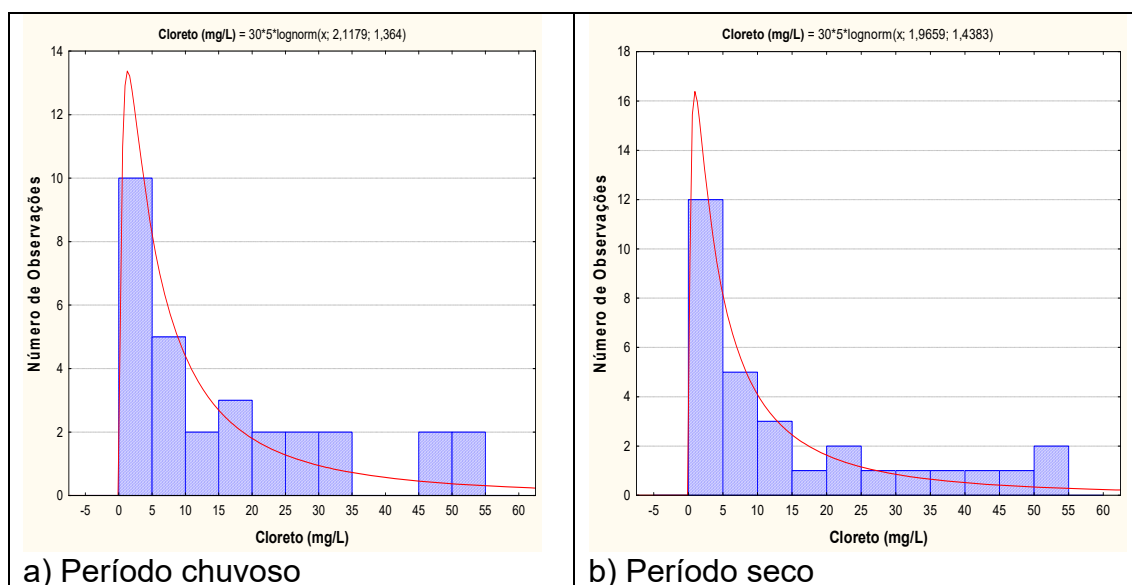 Cloreto (mg/L) = 30*5*lognorm(x; 2,1179; 1,364)
14
12
10
8
6
4
2
0
Número de Observações
-5 0 5 10 15 20 25 30 35 40 45 50 55 60
Cloreto (mg/L)
a) Período chuvoso
Cloreto (mg/L) = 30*5*lognorm(x; 1,9659; 1,4383)
18
16
14
12
10
8
6
4
2
0
Número de Observações
-5 0 5 10 15 20 25 30 35 40 45 50 55 60
Cloreto (mg/L)
b) Período seco